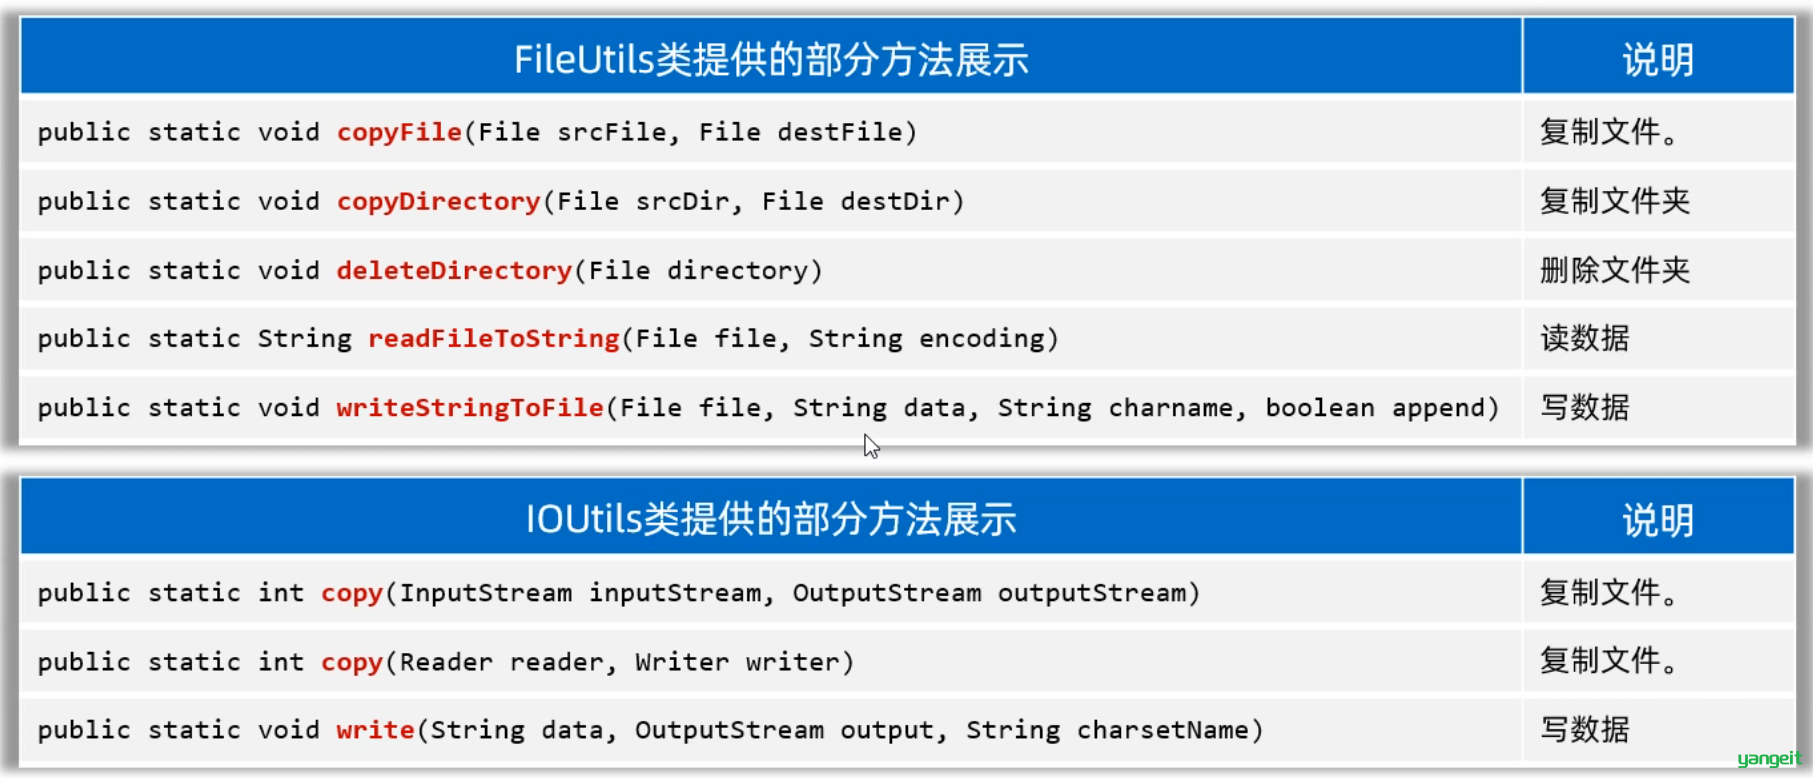 FileUtils类提供的部分方法展示 说明
public static void copyFile(File srcFile, File destFile) 复制文件。
public static void copyDirectory(File srcDir, File destDir) 复制文件夹
public static void deleteDirectory(File directory) 删除文件夹
public static String readFileToString(File file, String encoding) 读数据
public static void writeStringToFile(File file, String data, String charname, boolean append) 写数据
IOUtils类提供的部分方法展示 说明
public static int copy(InputStream inputStream, OutputStream outputStream) 复制文件。
public static int copy(Reader reader, Writer writer) 复制文件。
public static void write(String data, OutputStream output, String charsetName) 写数据
yangeit